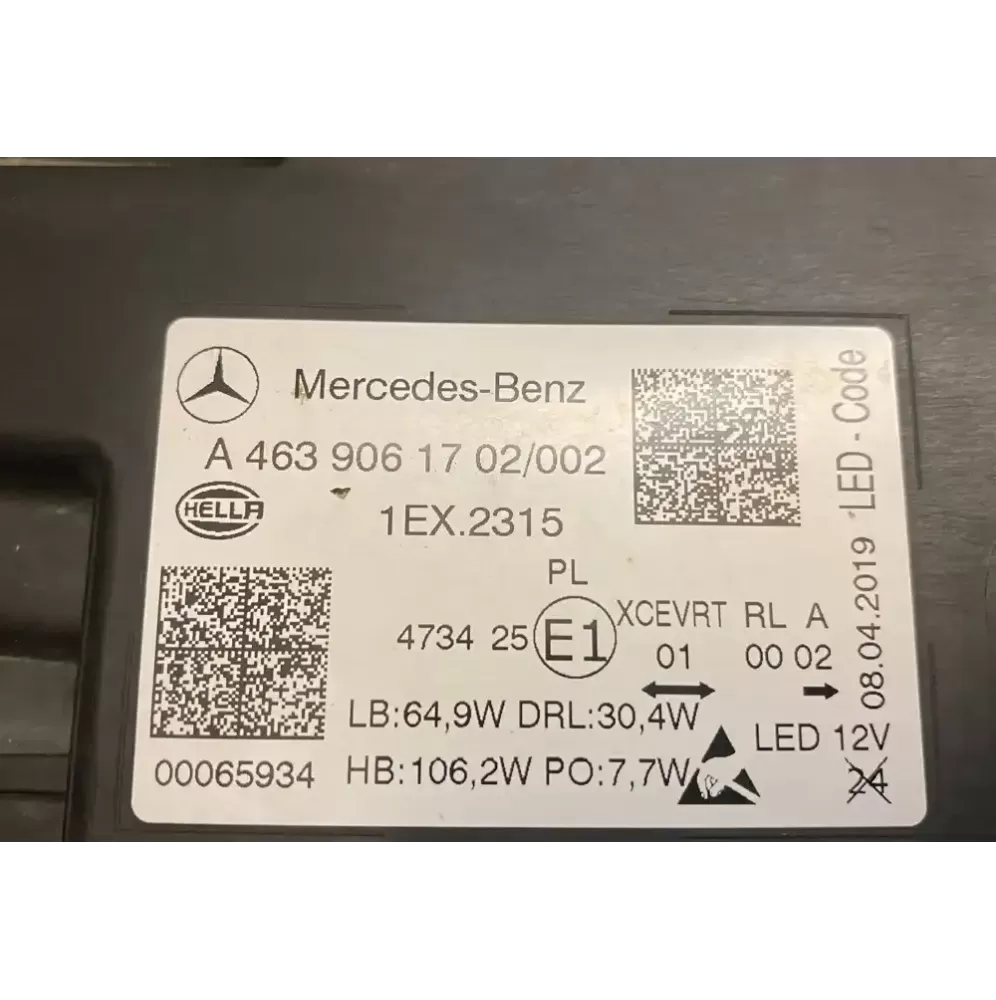 Mercedes-Benz
A 463 906 17 02/002
HELLA
1EX.2315
PL
4734 25 E1 XCEVRT RL A
01 00 02
LB:64,9W DRL:30,4W
LED 12V
00065934 HB:106,2W PO:7,7W
24
08.04.2019 LED - Code